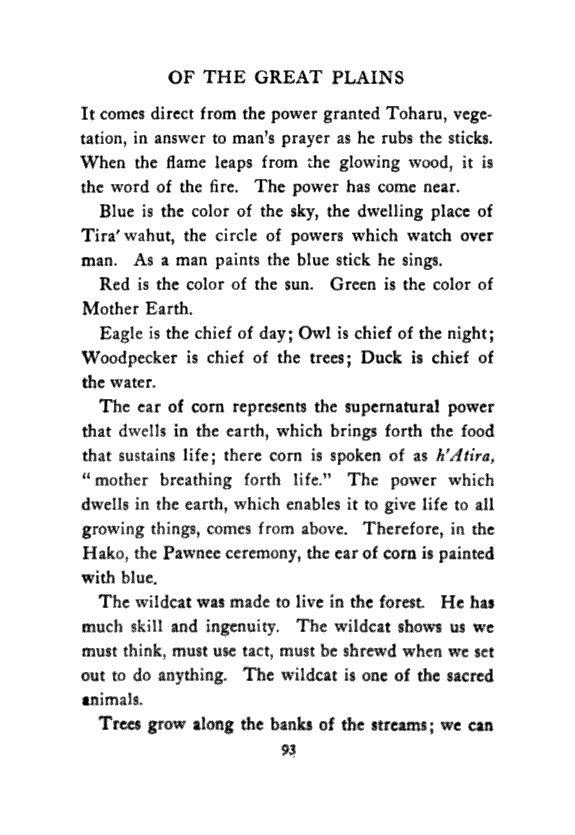 OF THE GREAT PLAINS
It comes direct from the power granted Toharu, vege-
tation, in answer to man's prayer as he rubs the sticks.
When the flame leaps from the glowing wood, it is
the word of the fire. The power has come near.
Blue is the color of the sky, the dwelling place of
Tira'wahut, the circle of powers which watch over
man. As a man paints the blue stick he sings.
Red is the color of the sun. Green is the color of
Mother Earth.
Eagle is the chief of day; Owl is chief of the night;
Woodpecker is chief of the trees; Duck is chief of
the water.
The ear of corn represents the supernatural power
that dwells in the earth, which brings forth the food
that sustains life; there corn is spoken of as h'Atira,
“mother breathing forth life.” The power which
dwells in the earth, which enables it to give life to all
growing things, comes from above. Therefore, in the
Hako, the Pawnee ceremony, the ear of corn is painted
with blue.
The wildcat was made to live in the forest. He has
much skill and ingenuity. The wildcat shows us we
must think, must use tact, must be shrewd when we set
out to do anything. The wildcat is one of the sacred
animals.
Trees grow along the banks of the streams; we can
93